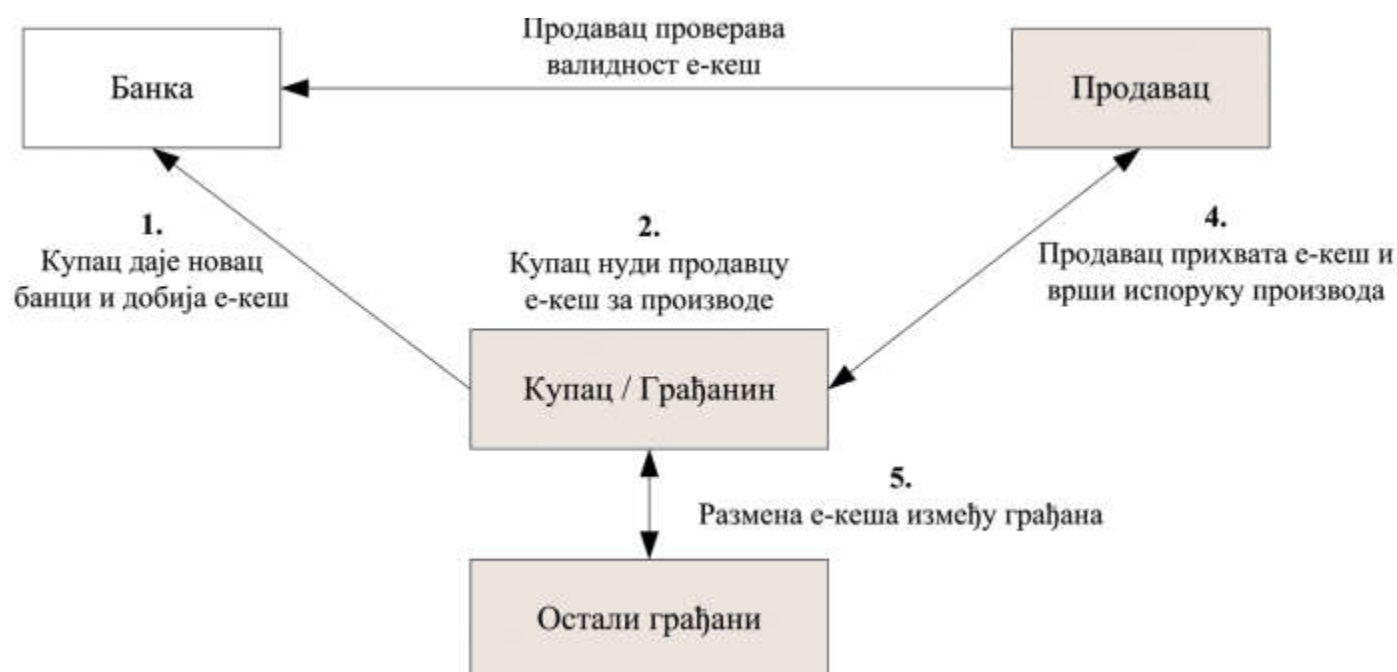 Продавац проверава
валидност е-кеш
Банка
Продавац
1.
Купац даје новац
банци и добија е-кеш
2.
Купац нуди продавцу
е-кеш за производе
4.
Продавац прихвата е-кеш и
врши испоруку производа
Купац / Грађанин
5.
Размена е-кеша између грађана
Остали грађани